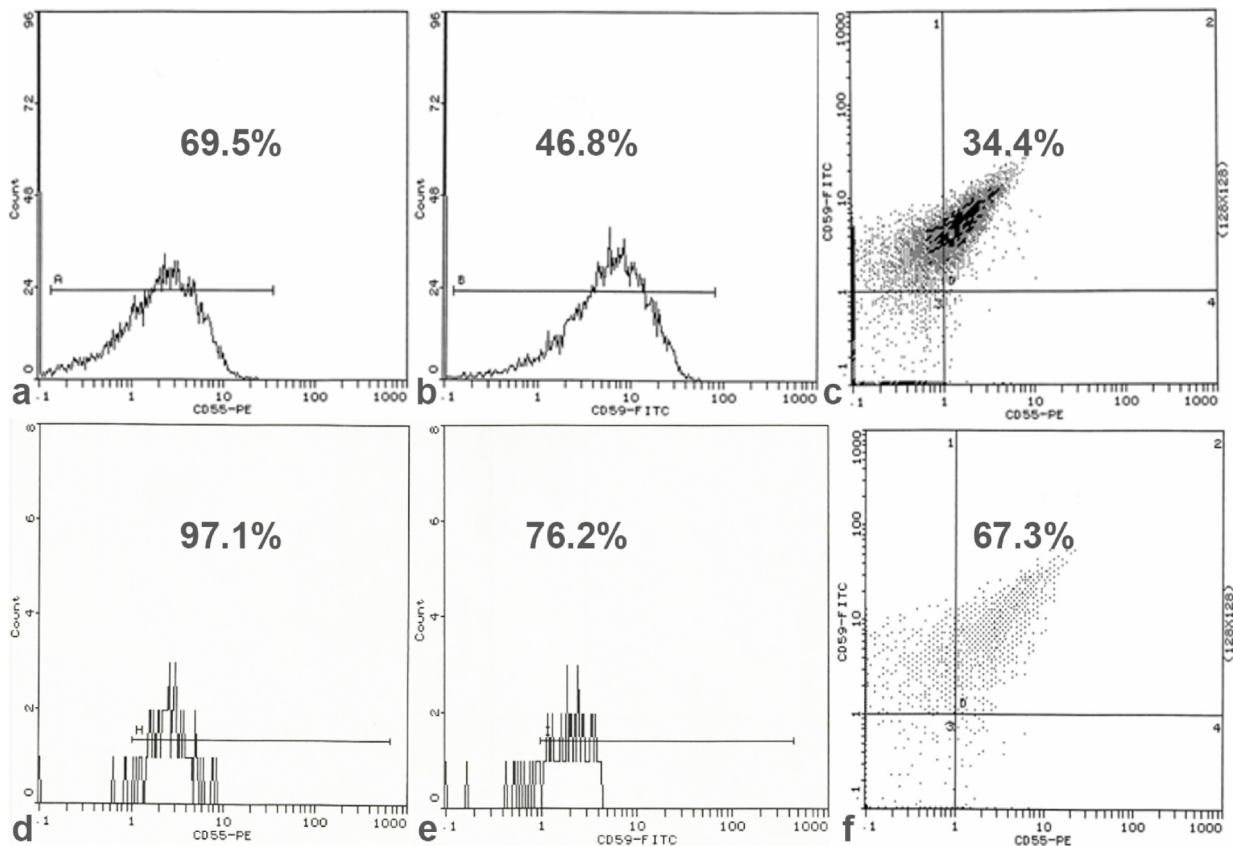 96
72
48
24
0
Count
69.5%
A
.1
1
10
100
1000
CD55-PE
a
96
72
48
24
0
Count
46.8%
B
.1
1
10
100
1000
CD59-FITC
b
1000
100
10
1
.1
CD59-FITC
34.4%
1
2
3
4
D
(128X128)
.1
1
10
100
1000
CD55-PE
c
8
6
4
2
0
Count
97.1%
H
.1
1
10
100
1000
CD55-PE
d
8
6
4
2
0
Count
76.2%
.1
1
10
100
1000
CD59-FITC
e
1000
100
10
1
.1
CD59-FITC
67.3%
1
2
3
4
D
(128X128)
.1
1
10
100
1000
CD55-PE
f